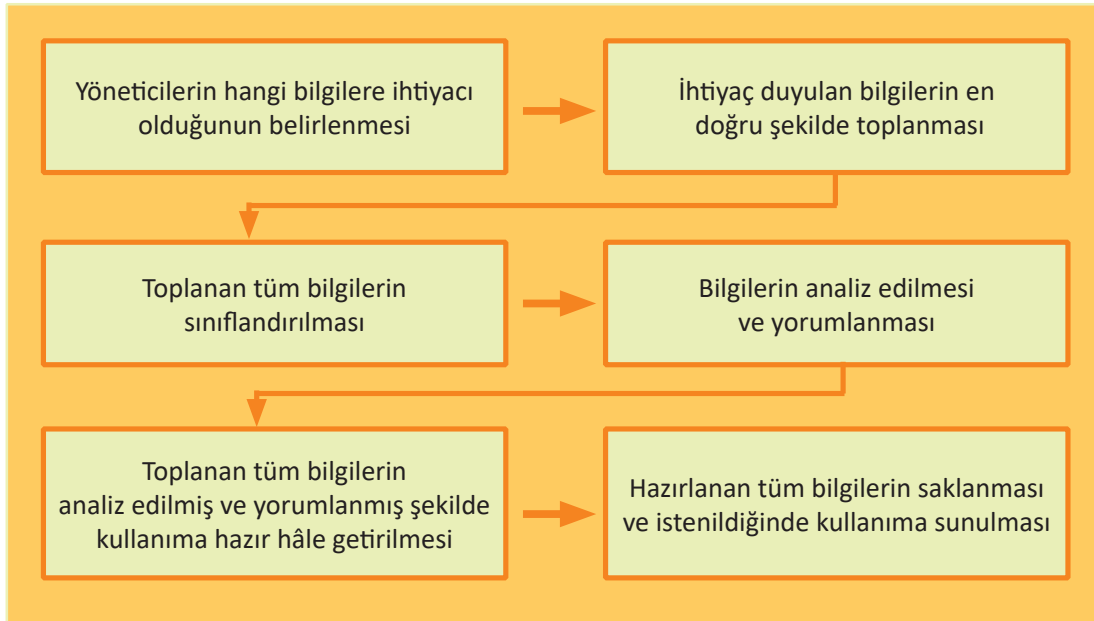 Yöneticilerin hangi bilgilere ihtiyacı
olduğunun belirlenmesi
İhtiyaç duyulan bilgilerin en
doğru şekilde toplanması
Toplanan tüm bilgilerin
sınıflandırılması
Bilgilerin analiz edilmesi
ve yorumlanması
Toplanan tüm bilgilerin
analiz edilmiş ve yorumlanmış şekilde
kullanıma hazır hâle getirilmesi
Hazırlanan tüm bilgilerin saklanması
ve istenildiğinde kullanıma sunulması